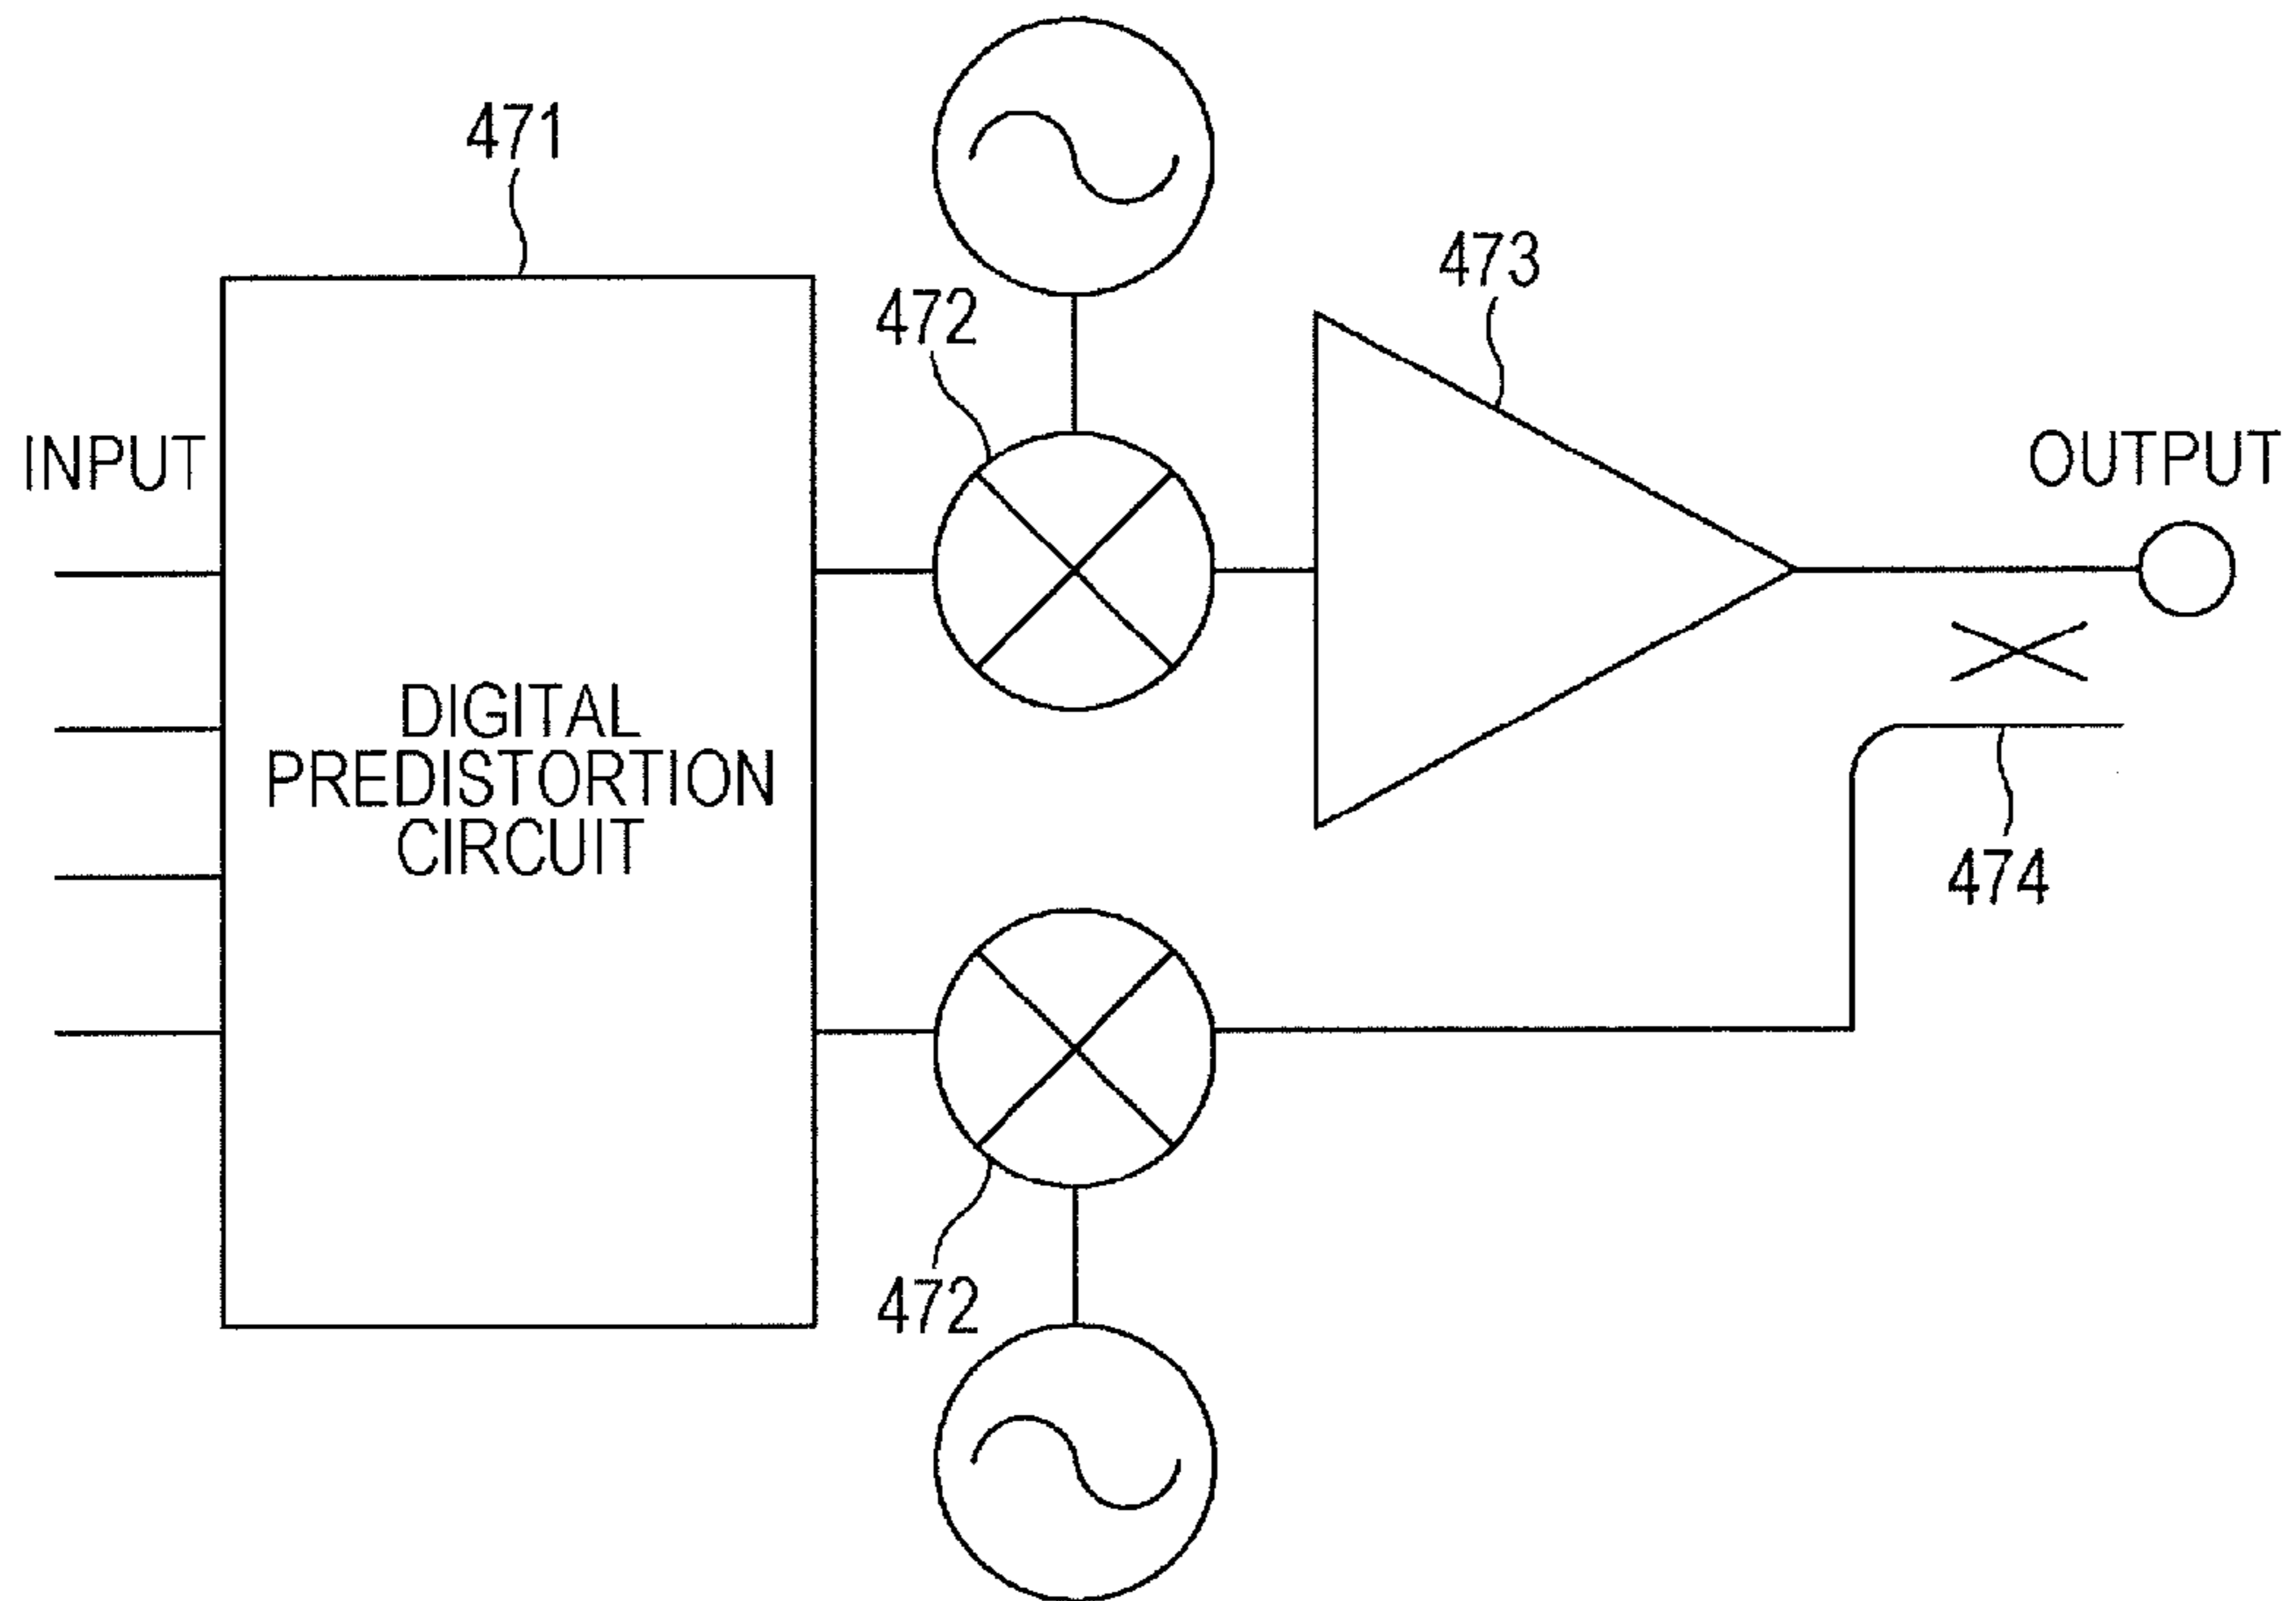 471
473
472
INPUT
OUTPUT
DIGITAL
PREDISTORTION
CIRCUIT
474
472